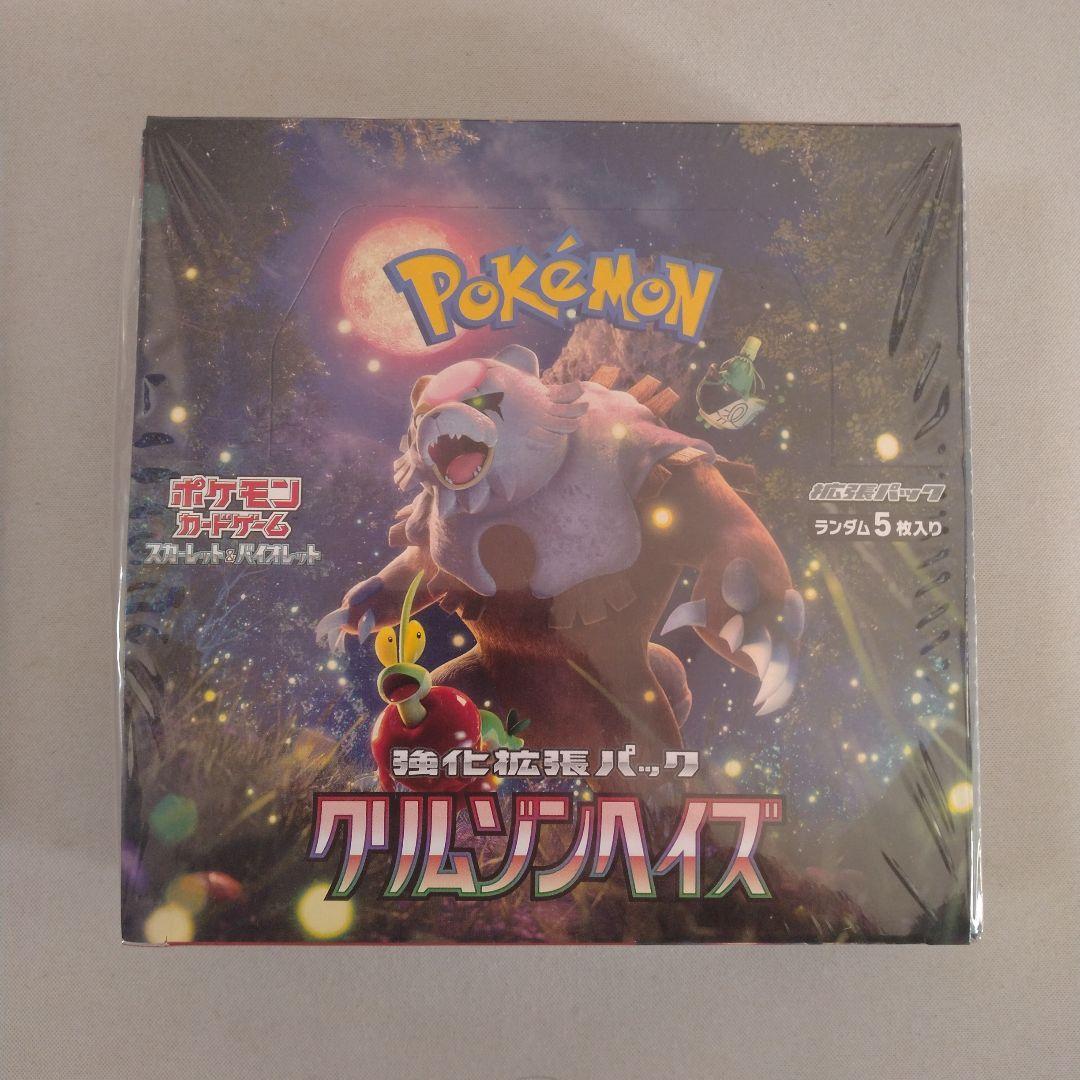 POKéMON
ポケモン
カードゲーム
スカーレット&バイオレット
拡張パック
ランダム5枚入り
強化拡張パック
クリムゾンヘイズ